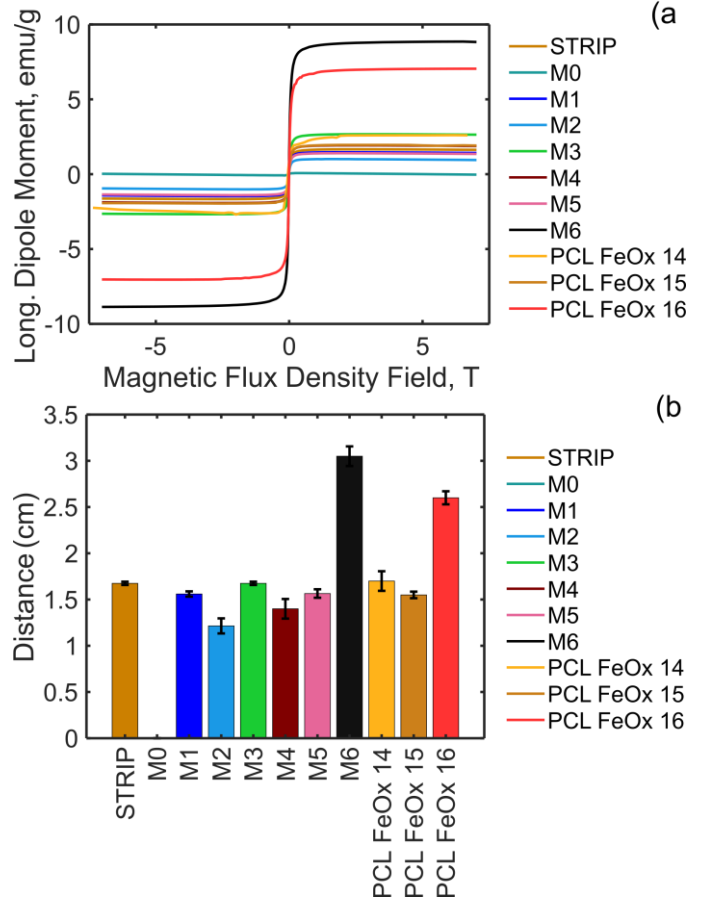 (a
Long. Dipole Moment, emu/g
10
5
0
-5
-10
-5
0
5
Magnetic Flux Density Field, T
STRIP
M0
M1
M2
M3
M4
M5
M6
PCL FeOx 14
PCL FeOx 15
PCL FeOx 16
(b
Distance (cm)
3.5
3
2.5
2
1.5
1
0.5
0
STRIP
M0
M1
M2
M3
M4
M5
M6
PCL FeOx 14
PCL FeOx 15
PCL FeOx 16
STRIP
M0
M1
M2
M3
M4
M5
M6
PCL FeOx 14
PCL FeOx 15
PCL FeOx 16